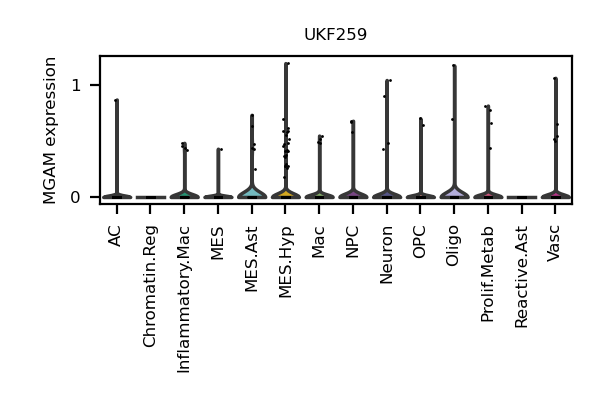 UKF259
MGAM expression
1
0
AC
Chromatin.Reg
Inflammatory.Mac
MES
MES.Ast
MES.Hyp
Mac
NPC
Neuron
OPC
Oligo
Prolif.Metab
Reactive.Ast
Vasc